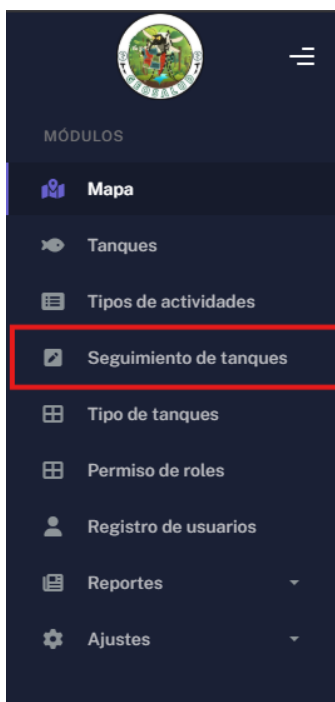 GEOSALUD
MÓDULOS
Mapa
Tanques
Tipos de actividades
Seguimiento de tanques
Tipo de tanques
Permiso de roles
Registro de usuarios
Reportes
Ajustes